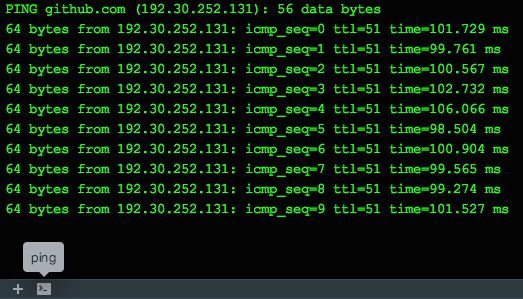 PING github.com (192.30.252.131): 56 data bytes
64 bytes from 192.30.252.131: icmp_seq=0 ttl=51 time=101.729 ms
64 bytes from 192.30.252.131: icmp_seq=1 ttl=51 time=99.761 ms
64 bytes from 192.30.252.131: icmp_seq=2 ttl=51 time=100.567 ms
64 bytes from 192.30.252.131: icmp_seq=3 ttl=51 time=102.732 ms
64 bytes from 192.30.252.131: icmp_seq=4 ttl=51 time=106.066 ms
64 bytes from 192.30.252.131: icmp_seq=5 ttl=51 time=98.504 ms
64 bytes from 192.30.252.131: icmp_seq=6 ttl=51 time=100.904 ms
64 bytes from 192.30.252.131: icmp_seq=7 ttl=51 time=99.565 ms
64 bytes from 192.30.252.131: icmp_seq=8 ttl=51 time=99.274 ms
64 bytes from 192.30.252.131: icmp_seq=9 ttl=51 time=101.527 ms
ping